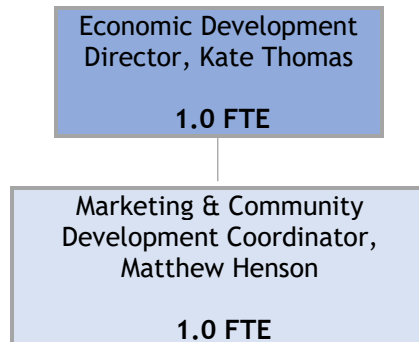 Economic Development
Director, Kate Thomas
1.0 FTE
Marketing & Community
Development Coordinator,
Matthew Henson
1.0 FTE